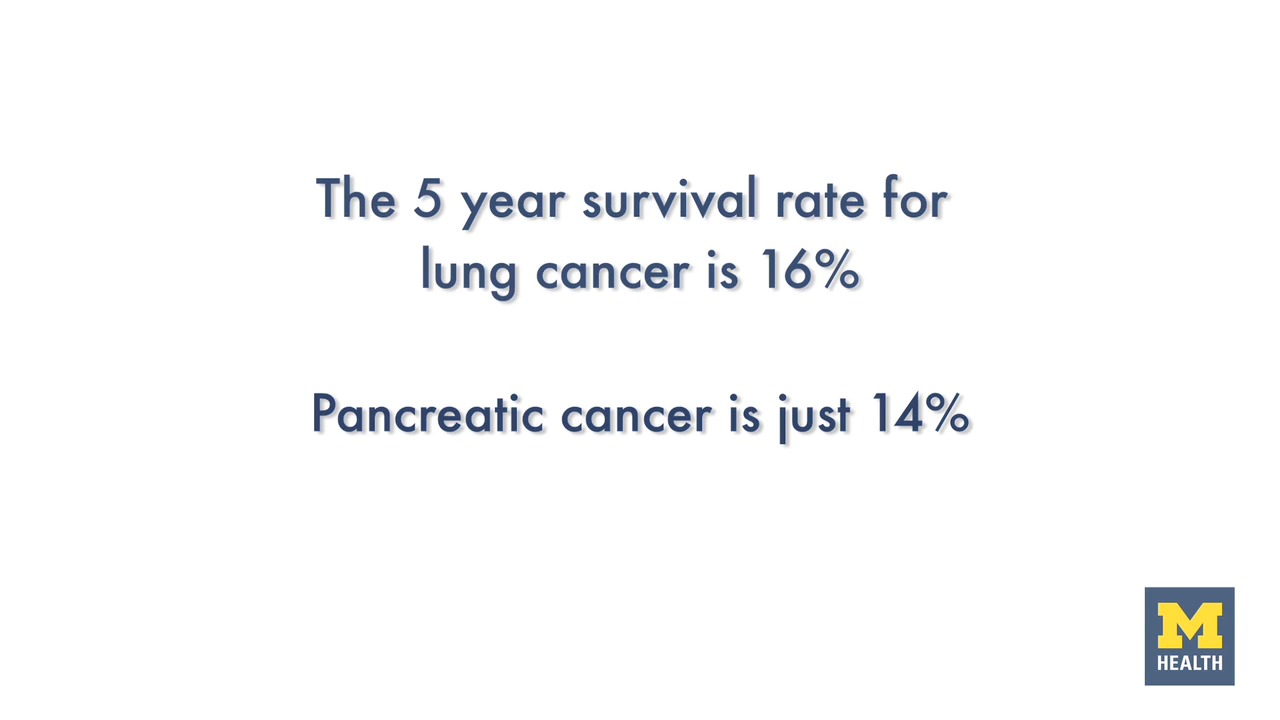 The 5 year survival rate for
lung cancer is 16%
Pancreatic cancer is just 14%
M
HEALTH